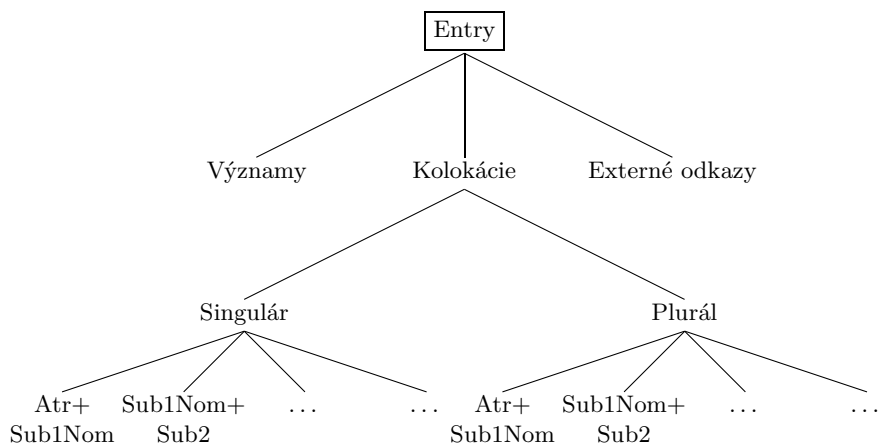 Entry
Významy Kolokácie Externé odkazy
Singulár Plurál
Atr+ Sub1Nom+ ... ... Atr+ Sub1Nom+ ... ...
Sub1Nom Sub2 Sub1Nom Sub2